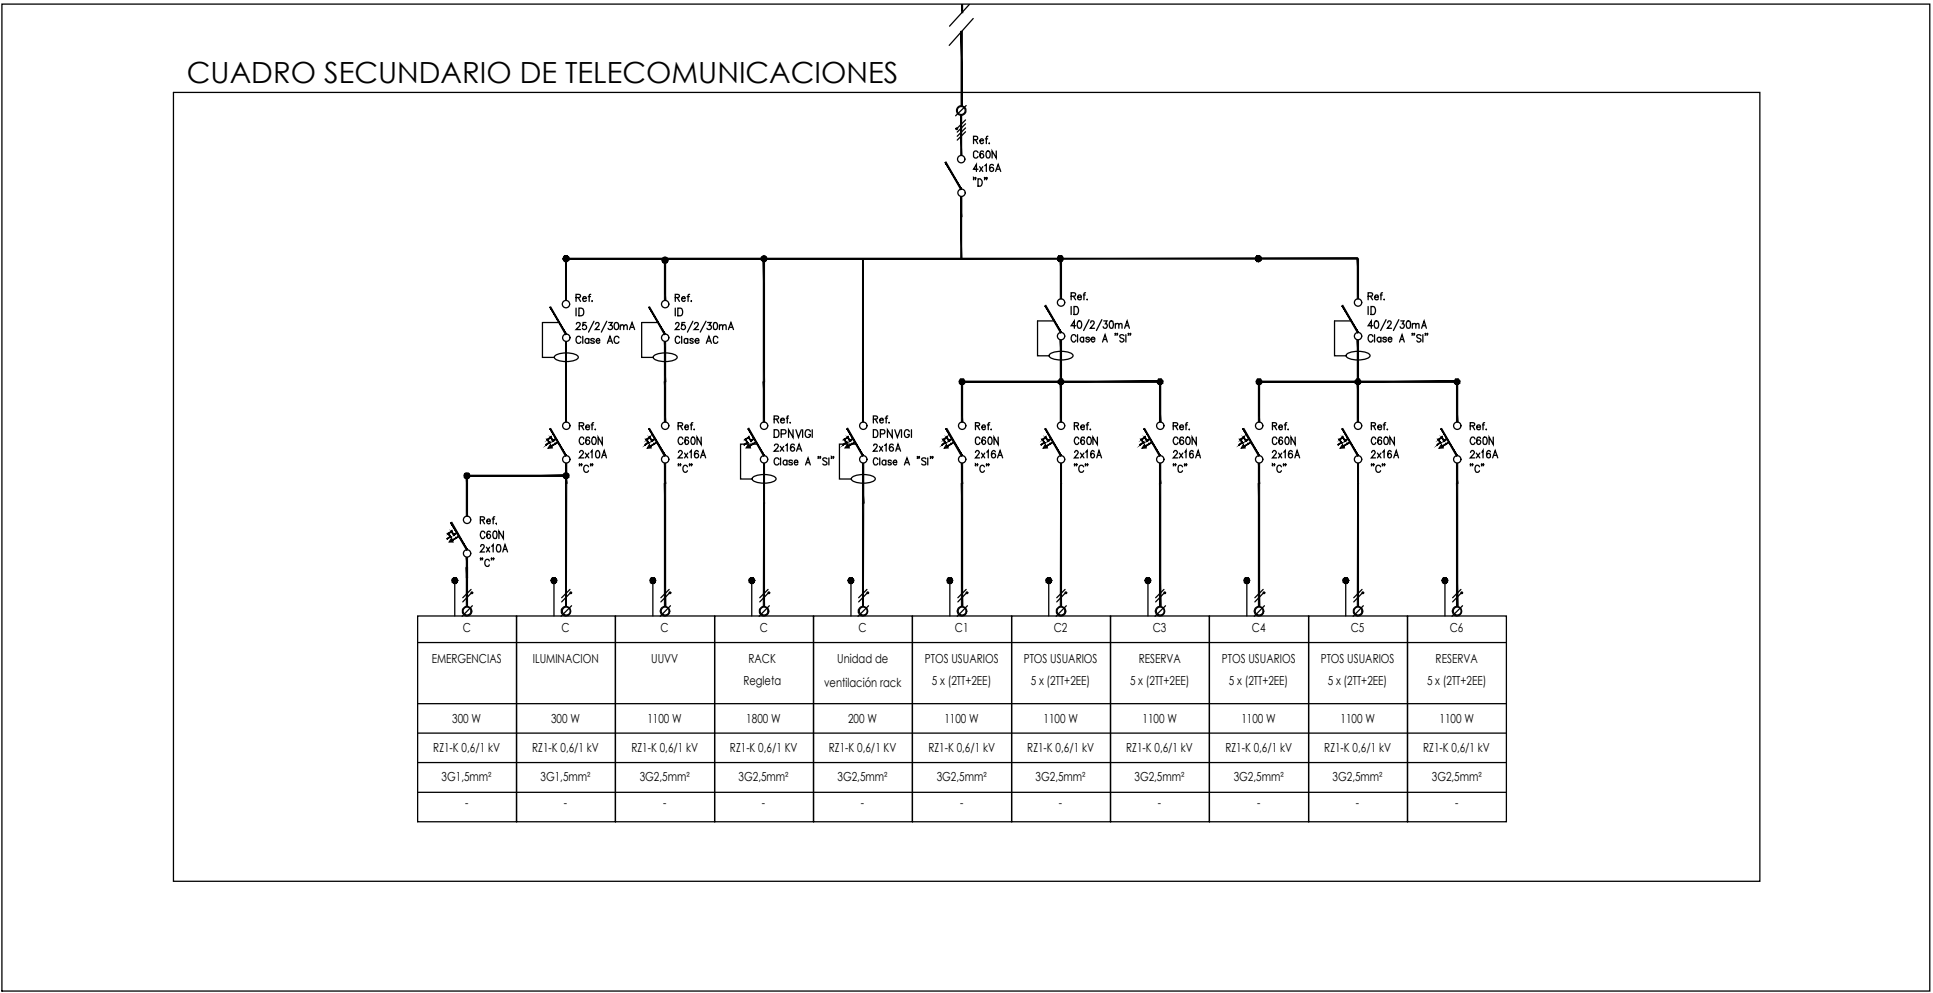 CUADRO SECUNDARIO DE TELECOMUNICACIONES
Ref.
C60N
4x16A
"D"
Ref.
ID
25/2/30mA
Clase AC
Ref.
ID
25/2/30mA
Clase AC
Ref.
ID
40/2/30mA
Clase A "SI"
Ref.
ID
40/2/30mA
Clase A "SI"
Ref.
C60N
2x10A
"C"
Ref.
C60N
2x16A
"C"
Ref.
DPNVIGI
2x16A
Clase A "SI"
Ref.
DPNVIGI
2x16A
Clase A "SI"
Ref.
C60N
2x16A
"C"
Ref.
C60N
2x16A
"C"
Ref.
C60N
2x16A
"C"
Ref.
C60N
2x16A
"C"
Ref.
C60N
2x16A
"C"
Ref.
C60N
2x16A
"C"
Ref.
C60N
2x10A
"C"
C C C C C C1 C2 C3 C4 C5 C6
EMERGENCIAS ILUMINACION UUVV RACK Unidad de PTOS USUARIOS PTOS USUARIOS RESERVA PTOS USUARIOS PTOS USUARIOS RESERVA
Regleta ventilación rack 5 x (2TT+2EE) 5 x (2TT+2EE) 5 x (2TT+2EE) 5 x (2TT+2EE) 5 x (2TT+2EE) 5 x (2TT+2EE)
300 W 300 W 1100 W 1800 W 200 W 1100 W 1100 W 1100 W 1100 W 1100 W 1100 W
RZ1-K 0,6/1 kV RZ1-K 0,6/1 kV RZ1-K 0,6/1 kV RZ1-K 0,6/1 KV RZ1-K 0,6/1 KV RZ1-K 0,6/1 kV RZ1-K 0,6/1 kV RZ1-K 0,6/1 kV RZ1-K 0,6/1 kV RZ1-K 0,6/1 kV RZ1-K 0,6/1 kV
3G1,5mm² 3G1,5mm² 3G2,5mm² 3G2,5mm² 3G2,5mm² 3G2,5mm² 3G2,5mm² 3G2,5mm² 3G2,5mm² 3G2,5mm² 3G2,5mm²
- - - - - - - - - - -